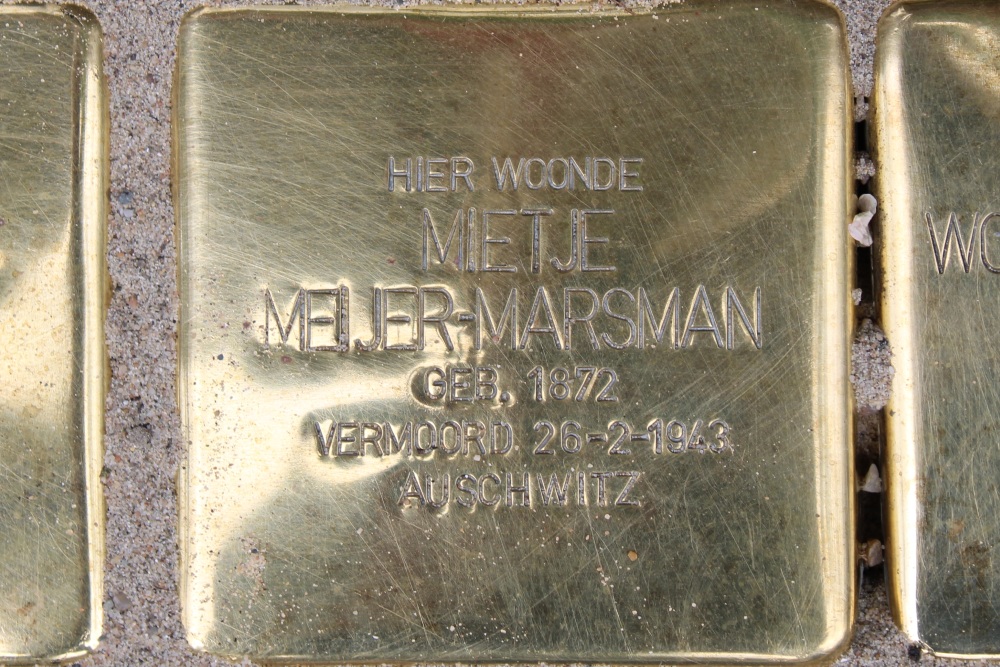 HIER WOONDE
MIETJE
MEIJER-MARSMAN
GEB. 1872
VERMOORD 26-2-1943
AUSCHWITZ